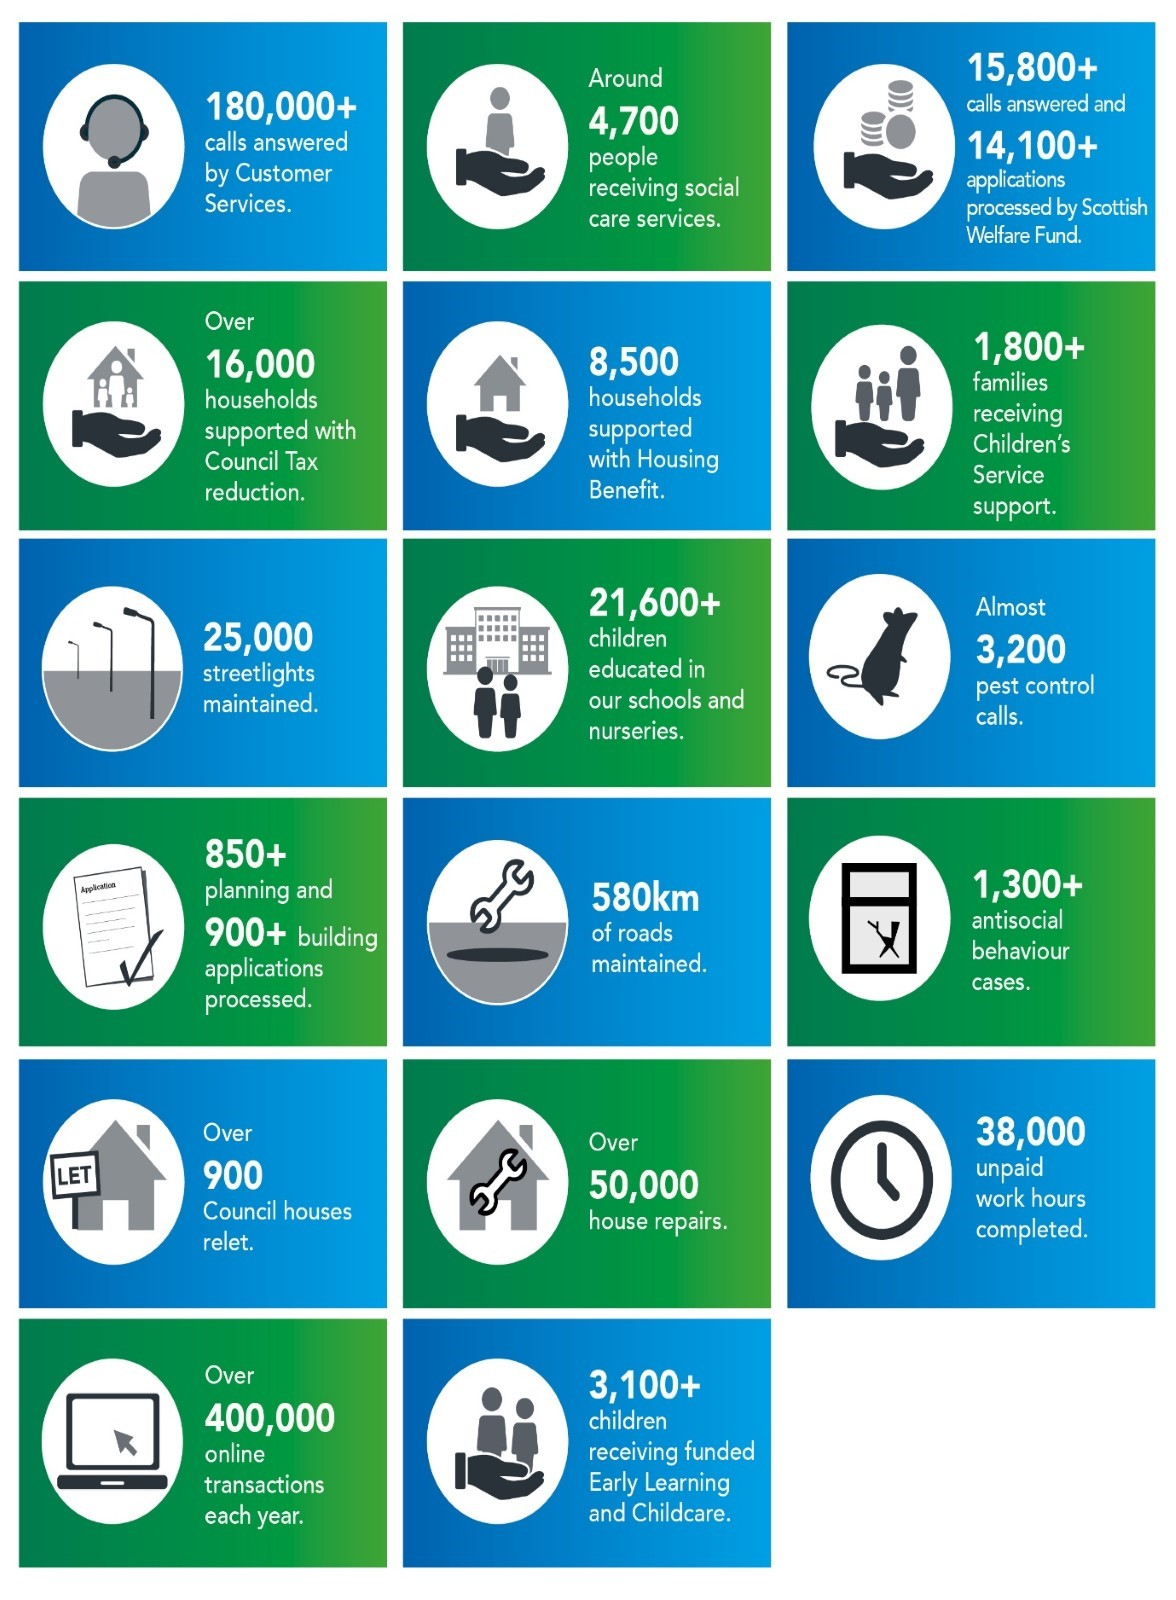 180,000+
calls answered
by Customer
Services.
Around
4,700
people
receiving social
care services.
15,800+
calls answered and
14,100+
applications
processed by Scottish
Welfare Fund.
Over
16,000
households
supported with
Council Tax
reduction.
8,500
households
supported
with Housing
Benefit.
1,800+
families
receiving
Children's
Service
support.
25,000
streetlights
maintained.
21,600+
children
educated in
our schools and
nurseries.
Almost
3,200
pest control
calls.
Application
850+
planning and
900+ building
applications
processed.
580km
of roads
maintained.
1,300+
antisocial
behaviour
cases.
LET
Over
900
Council houses
relet.
Over
50,000
house repairs.
38,000
unpaid
work hours
completed.
Over
400,000
online
transactions
each year.
3,100+
children
receiving funded
Early Learning
and Childcare.